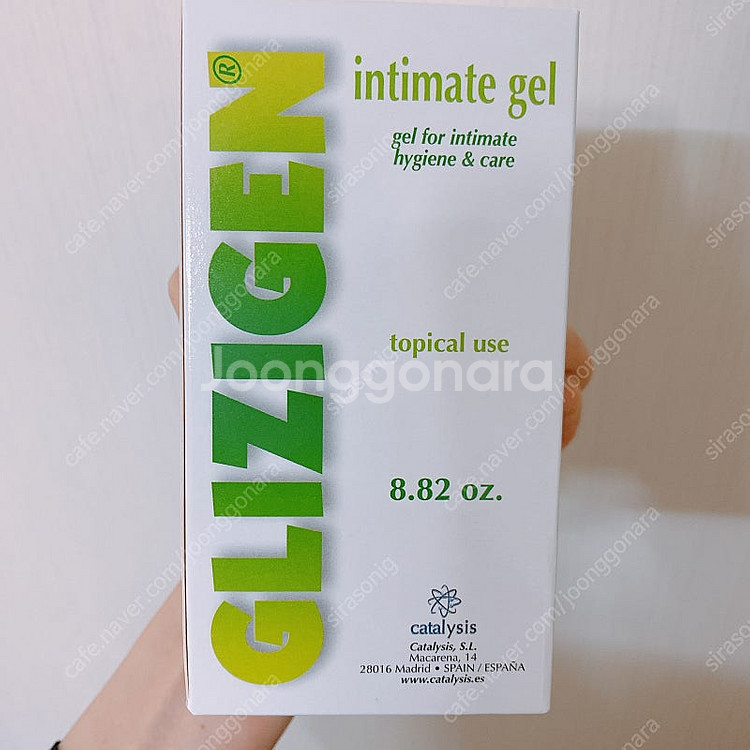 GLIZIGEN®
intimate gel
gel for intimate
hygiene & care
topical use
Joonggonara
8.82 oz.
catalysis
Catalysis, S.L.
Macarena, 14
28016 Madrid • SPAIN / ESPAÑA
www.catalysis.es
cafe.naver.com/joonggonara
sirasonig